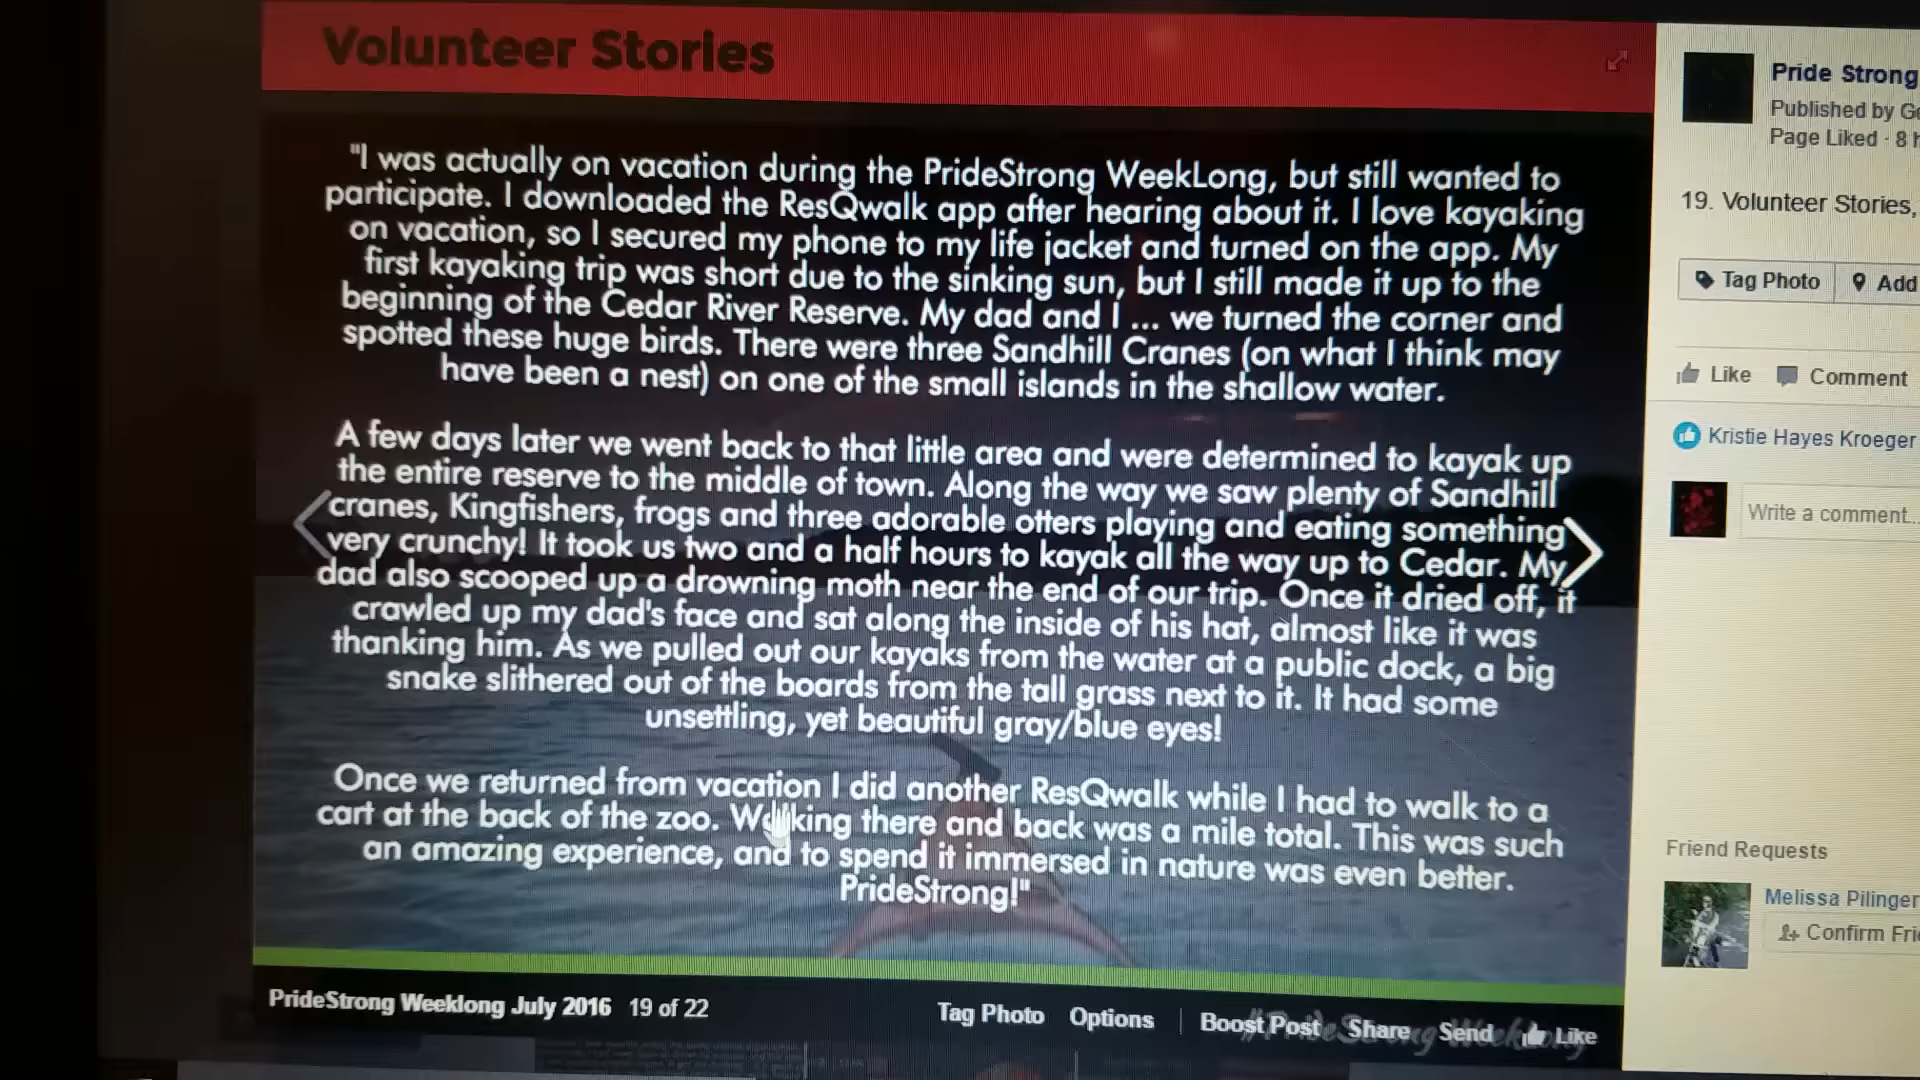 Volunteer Stories
"I was actually on vacation during the PrideStrong WeekLong, but still wanted to
participate. I downloaded the ResQwalk app after hearing about it. I love kayaking
on vacation, so I secured my phone to my life jacket and turned on the app. My
first kayaking trip was short due to the sinking sun, but I still made it up to the
beginning of the Cedar River Reserve. My dad and I ... we turned the corner and
spotted these huge birds. There were three Sandhill Cranes (on what I think may
have been a nest) on one of the small islands in the shallow water.
A few days later we went back to that little area and were determined to kayak up
the entire reserve to the middle of town. Along the way we saw plenty of Sandhill
cranes, Kingfishers, frogs and three adorable otters playing and eating something
very crunchy! It took us two and a half hours to kayak all the way up to Cedar. My
dad also scooped up a drowning moth near the end of our trip. Once it dried off, it
crawled up my dad's face and sat along the inside of his hat, almost like it was
thanking him. As we pulled out our kayaks from the water at a public dock, a big
snake slithered out of the boards from the tall grass next to it. It had some
unsettling, yet beautiful gray/blue eyes!
Once we returned from vacation I did another ResQwalk while I had to walk to a
cart at the back of the zoo. Walking there and back was a mile total. This was such
an amazing experience, and to spend it immersed in nature was even better.
PrideStrong!"
#PrideStrong Weeklong
PrideStrong Weeklong July 2016 19 of 22
Tag Photo Options Boost Post Share Send Like
Pride Strong
Published by
Page Liked · 8
19. Volunteer Stories,
Tag Photo Add
Like Comment
Kristie Hayes Kroeger
Write a comment...
Friend Requests
Melissa Pilinger
Confirm